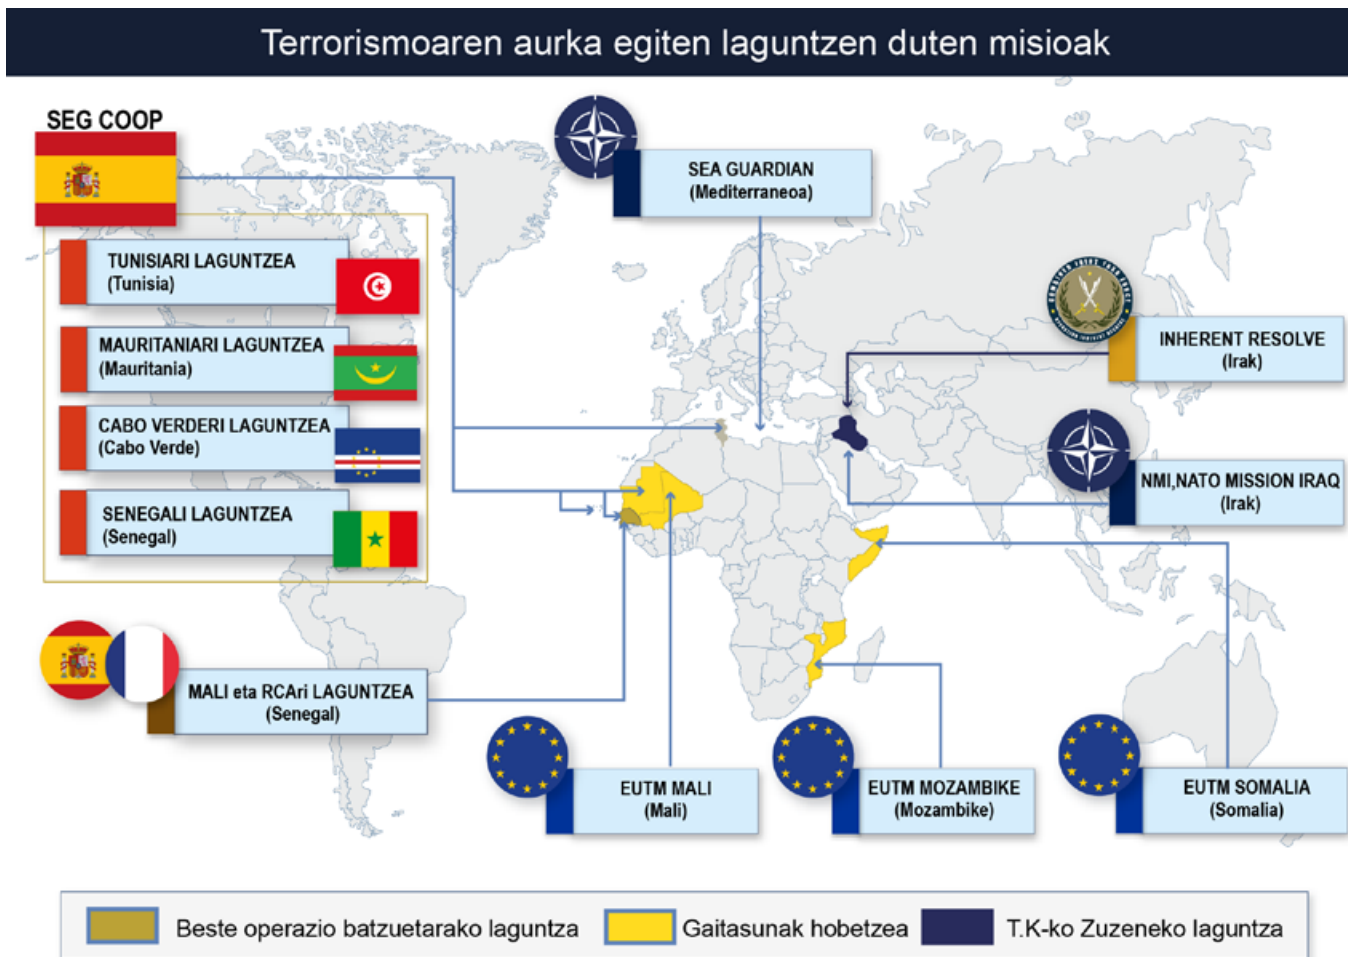 Terrorismoaren aurka egiten laguntzen duten misioak
SEG COOP
TUNISIARI LAGUNTZEA
(Tunisia)
MAURITANIARI LAGUNTZEA
(Mauritania)
CABO VERDERI LAGUNTZEA
(Cabo Verde)
SENEGALI LAGUNTZEA
(Senegal)
MALI eta RCAri LAGUNTZEA
(Senegal)
SEA GUARDIAN
(Mediterraneoa)
INHERENT RESOLVE
(Irak)
NMI,NATO MISSION IRAQ
(Irak)
EUTM MALI
(Mali)
EUTM MOZAMBIKE
(Mozambike)
EUTM SOMALIA
(Somalia)
Beste operazio batzuetarako laguntza
Gaitasunak hobetzea
T.K-ko Zuzeneko laguntza